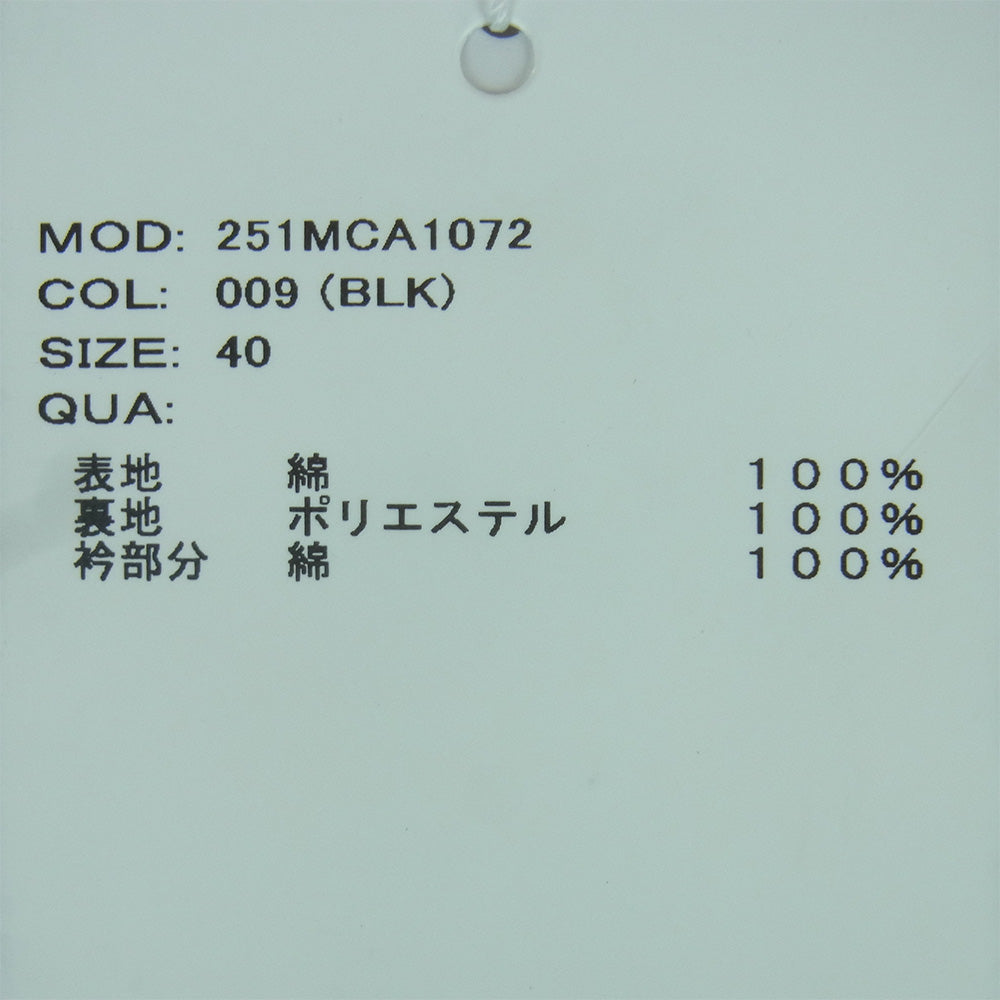 MOD: 251MCA1072
COL: 009 (BLK)
SIZE: 40
QUA:
表地 綿 100%
裏地 ポリエステル 100%
衿部分 綿 100%